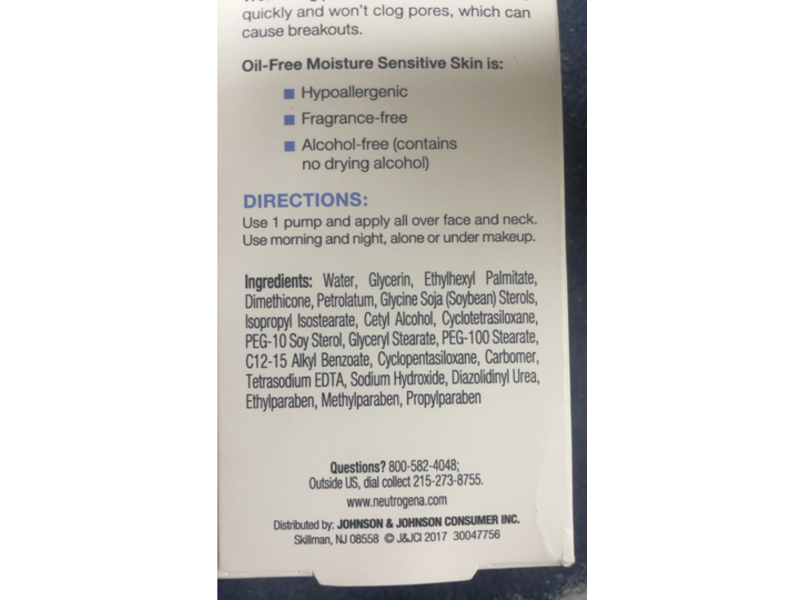 quickly and won't clog pores, which can
cause breakouts.
Oil-Free Moisture Sensitive Skin is:
Hypoallergenic
Fragrance-free
Alcohol-free (contains
no drying alcohol)
DIRECTIONS:
Use 1 pump and apply all over face and neck.
Use morning and night, alone or under makeup.
Ingredients: Water, Glycerin, Ethylhexyl Palmitate,
Dimethicone, Petrolatum, Glycine Soja (Soybean) Sterols,
Isopropyl Isostearate, Cetyl Alcohol, Cyclotetrasiloxane,
PEG-10 Soy Sterol, Glyceryl Stearate, PEG-100 Stearate,
C12-15 Alkyl Benzoate, Cyclopentasiloxane, Carbomer,
Tetrasodium EDTA, Sodium Hydroxide, Diazolidinyl Urea,
Ethylparaben, Methylparaben, Propylparaben
Questions? 800-582-4048;
Outside US, dial collect 215-273-8755.
www.neutrogena.com
Distributed by: JOHNSON & JOHNSON CONSUMER INC.
Skillman, NJ 08558 © J&JCI 2017 30047756